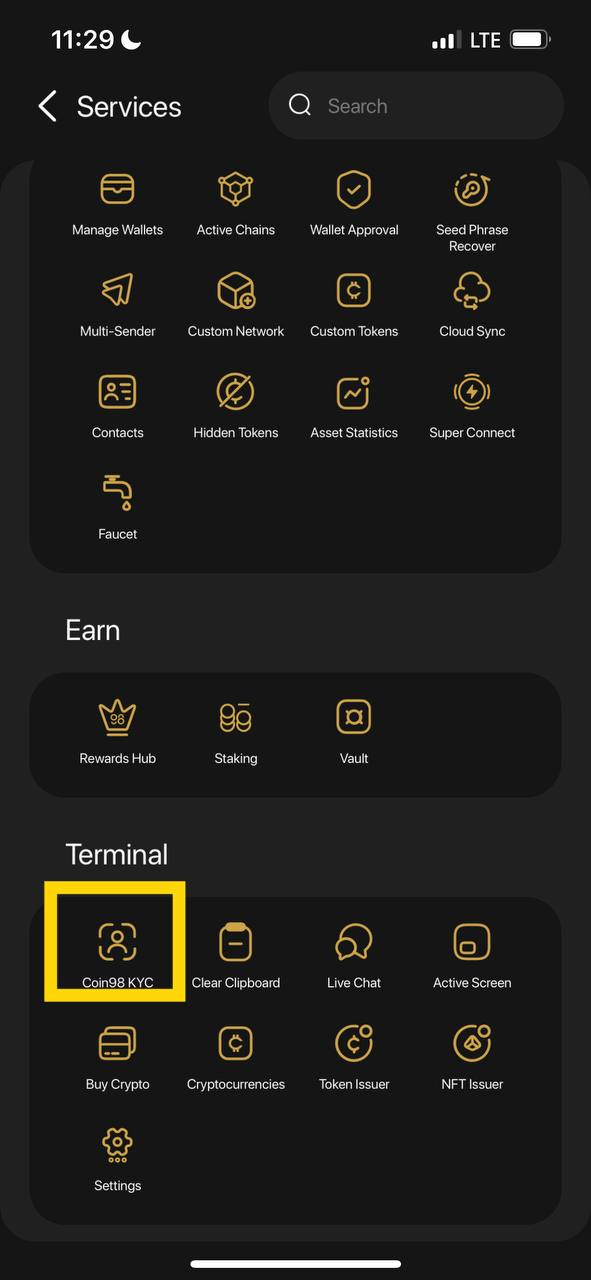 11:29
LTE
Services
Search
Manage Wallets
Active Chains
Wallet Approval
Seed Phrase
Recover
Multi-Sender
Custom Network
Custom Tokens
Cloud Sync
Contacts
Hidden Tokens
Asset Statistics
Super Connect
Faucet
Earn
98
Rewards Hub
Staking
Vault
Terminal
Coin98 KYC
Clear Clipboard
Live Chat
Active Screen
Buy Crypto
Cryptocurrencies
Token Issuer
NFT Issuer
Settings